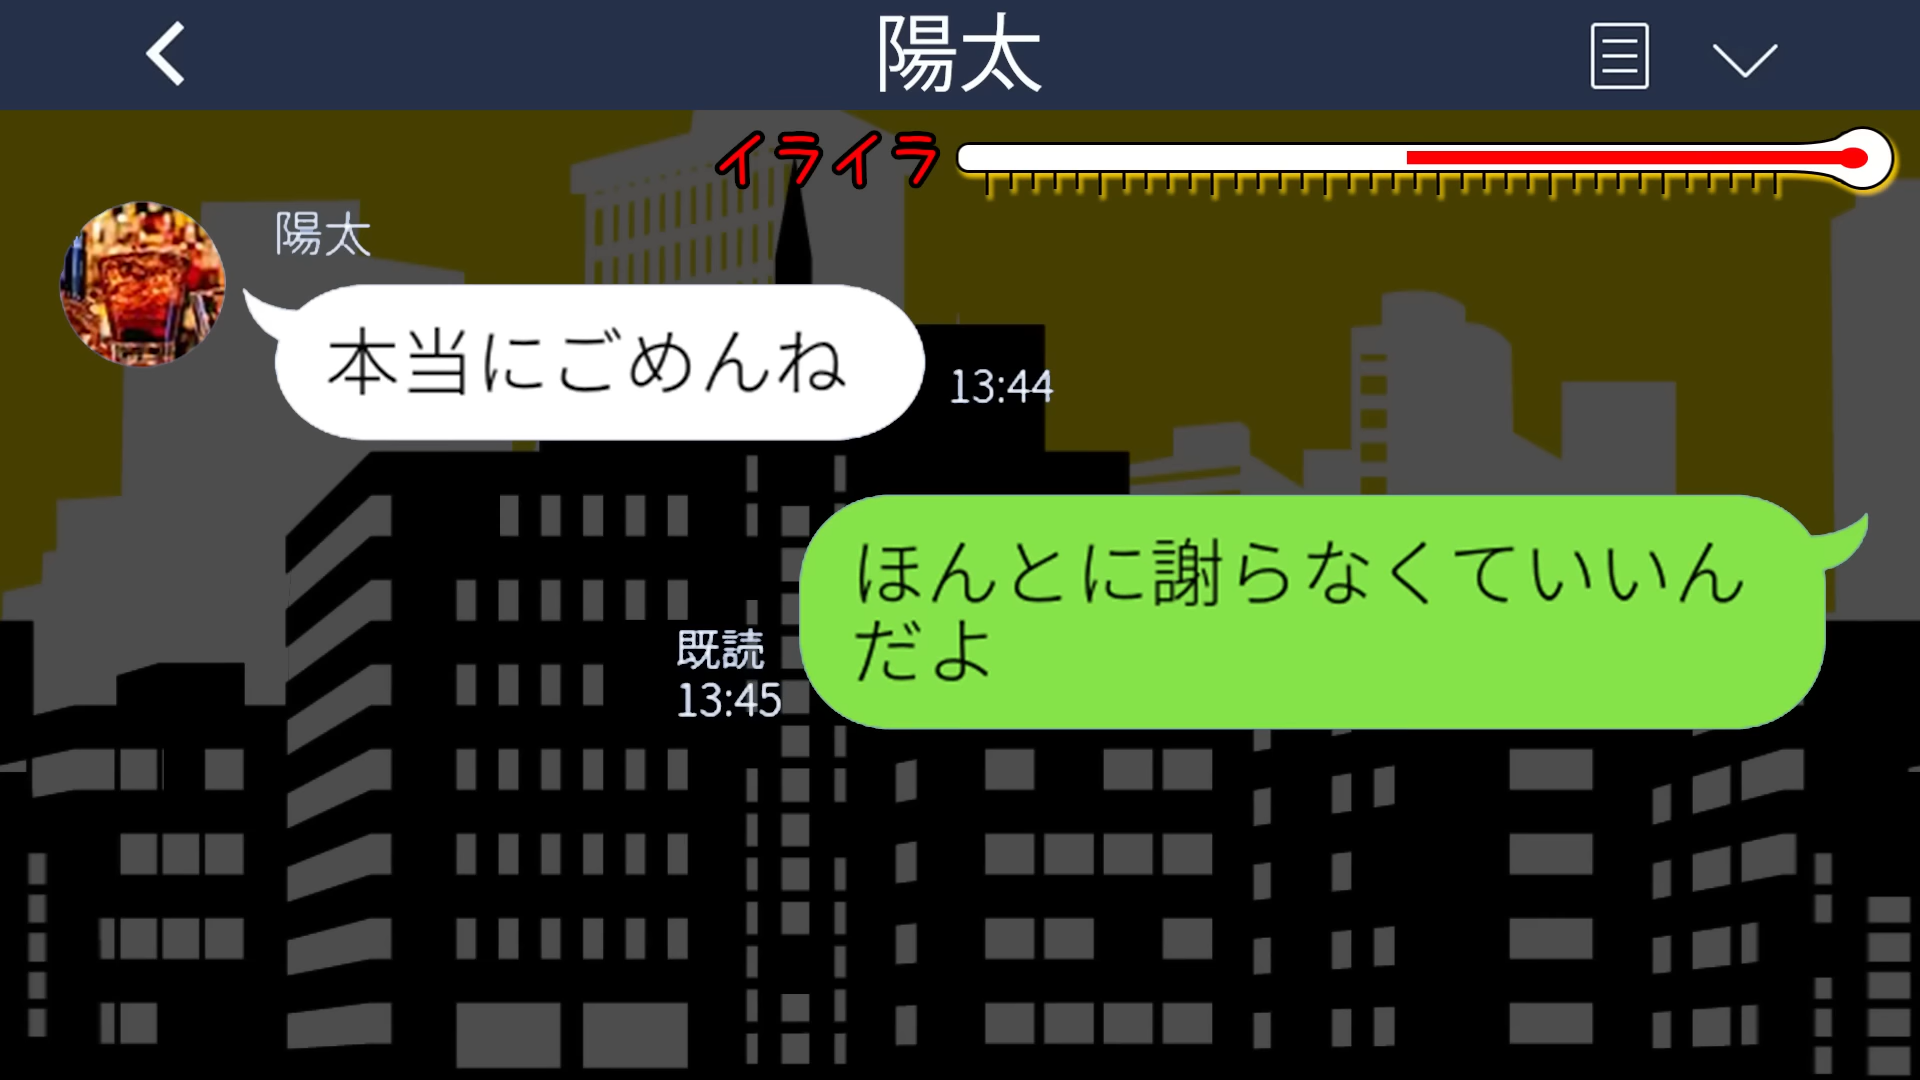 陽太
イライラ
陽太
本当にごめんね
13:44
ほんとに謝らなくていいん
だよ
既読
13:45